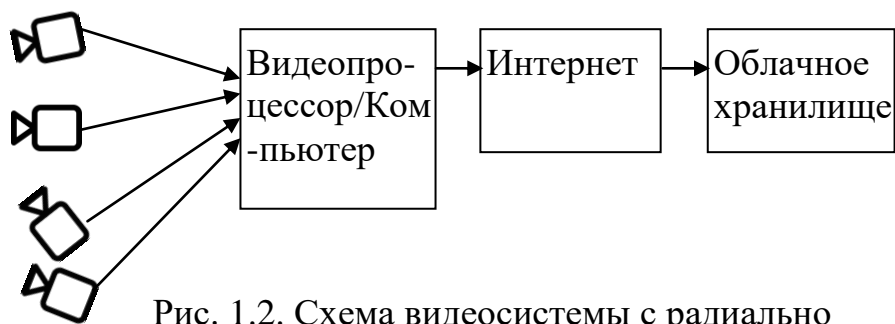 Видеопро-
цессор/Ком
-пьютер
Интернет
Облачное
хранилище
Рис. 1.2. Схема видеосистемы с радиально